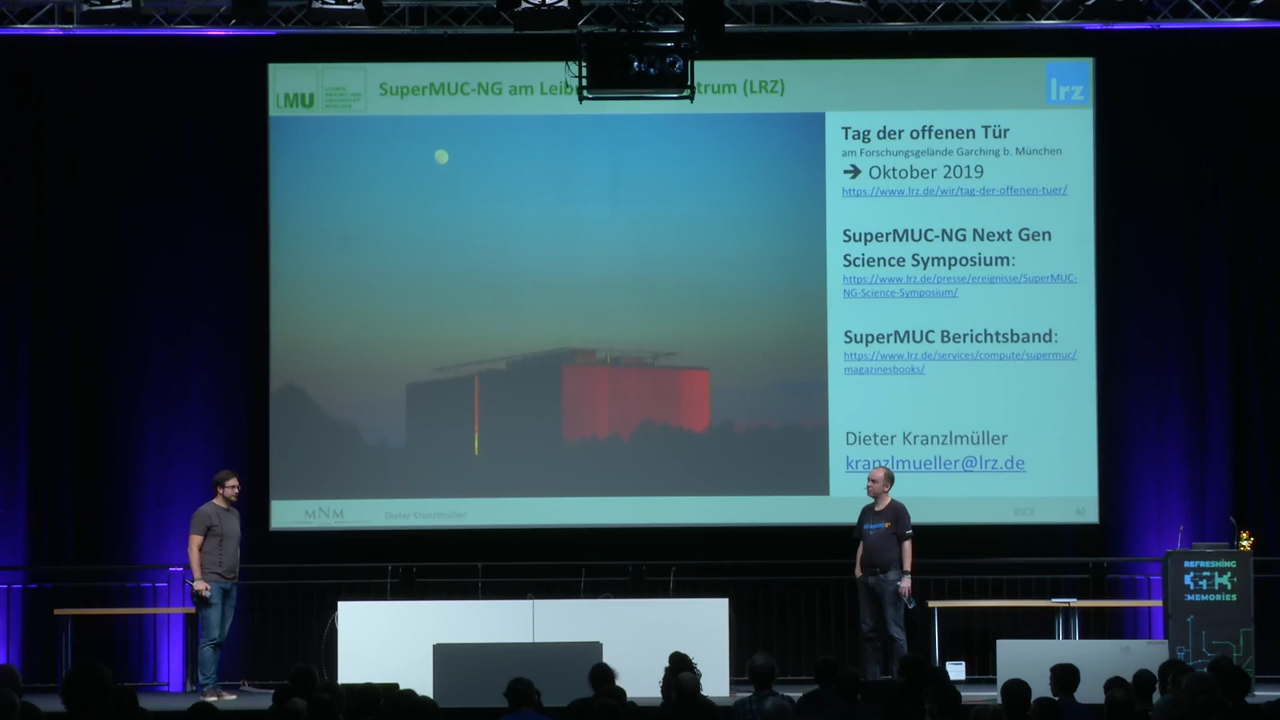 LMU
SuperMUC-NG am Leib trum (LRZ)
lrz
Tag der offenen Tür
am Forschungsgelände Garching b. München
➔ Oktober 2019
https://www.lrz.de/wir/tag-der-offenen-tuer/
SuperMUC-NG Next Gen
Science Symposium:
https://www.lrz.de/presse/ereignisse/SuperMUC-
NG-Science-Symposium/
SuperMUC Berichtsband:
https://www.lrz.de/services/compute/supermuc/
magazinesbooks/
Dieter Kranzlmüller
kranzlmueller@lrz.de
MNM
Dieter Kranzlmüller
REFRESHING
MEMORIES